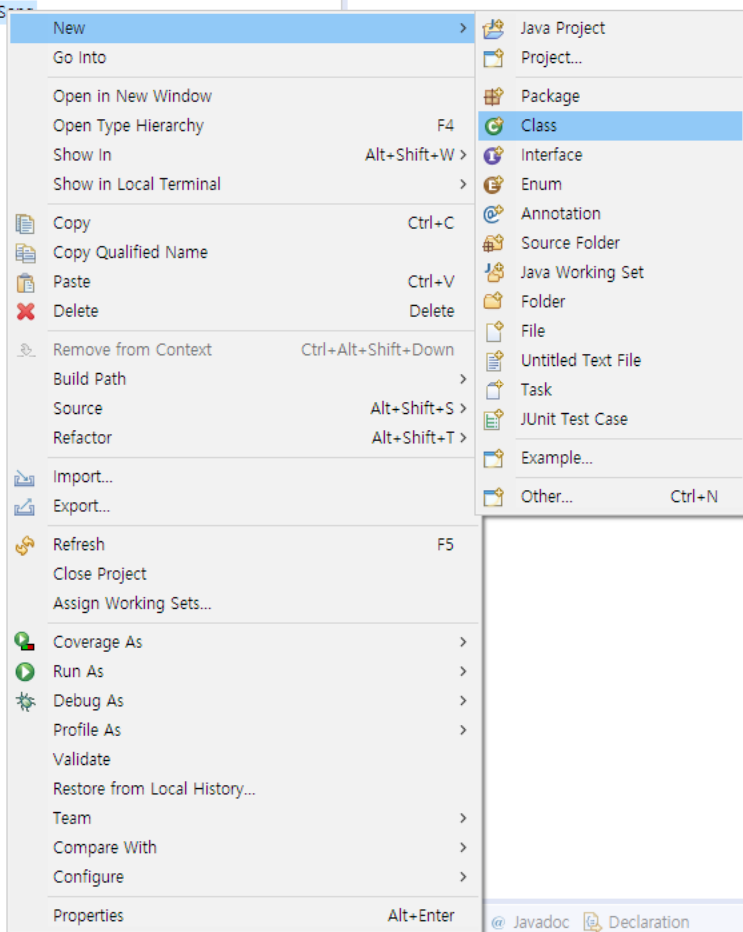 Song
New
Go Into
Open in New Window
Open Type Hierarchy F4
Show In Alt+Shift+W >
Show in Local Terminal >
Copy Ctrl+C
Copy Qualified Name
Paste Ctrl+V
Delete Delete
Remove from Context Ctrl+Alt+Shift+Down
Build Path >
Source Alt+Shift+S >
Refactor Alt+Shift+T >
Import...
Export...
Refresh F5
Close Project
Assign Working Sets...
Coverage As >
Run As >
Debug As >
Profile As >
Validate
Restore from Local History...
Team >
Compare With >
Configure >
Properties Alt+Enter
Java Project
Project...
Package
Class
Interface
Enum
Annotation
Source Folder
Java Working Set
Folder
File
Untitled Text File
Task
JUnit Test Case
Example...
Other... Ctrl+N
@ Javadoc Declaration